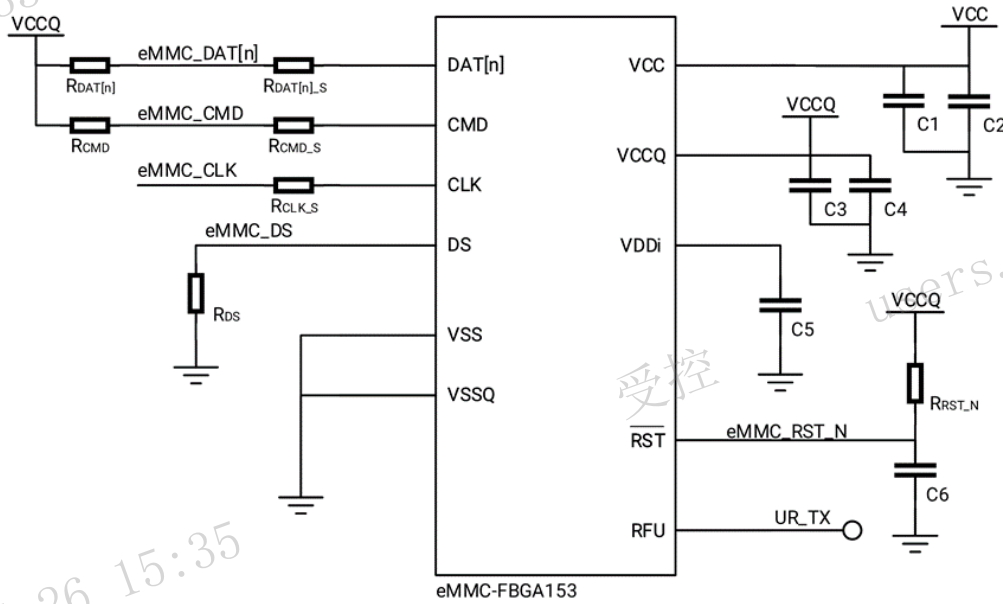 VCCQ
eMMC_DAT[n]
RDAT[n]
RDAT[n]_S
DAT[n]
eMMC_CMD
RCMD
RCMD_S
CMD
eMMC_CLK
RCLK_S
CLK
eMMC_DS
RDS
DS
VSS
VSSQ
VCC
VCC
C1
C2
VCCQ
VCCQ
C3
C4
VDDi
C5
VCCQ
RRST_N
RST
eMMC_RST_N
C6
RFU
UR_TX
eMMC-FBGA153
受控
users.
26 15:35